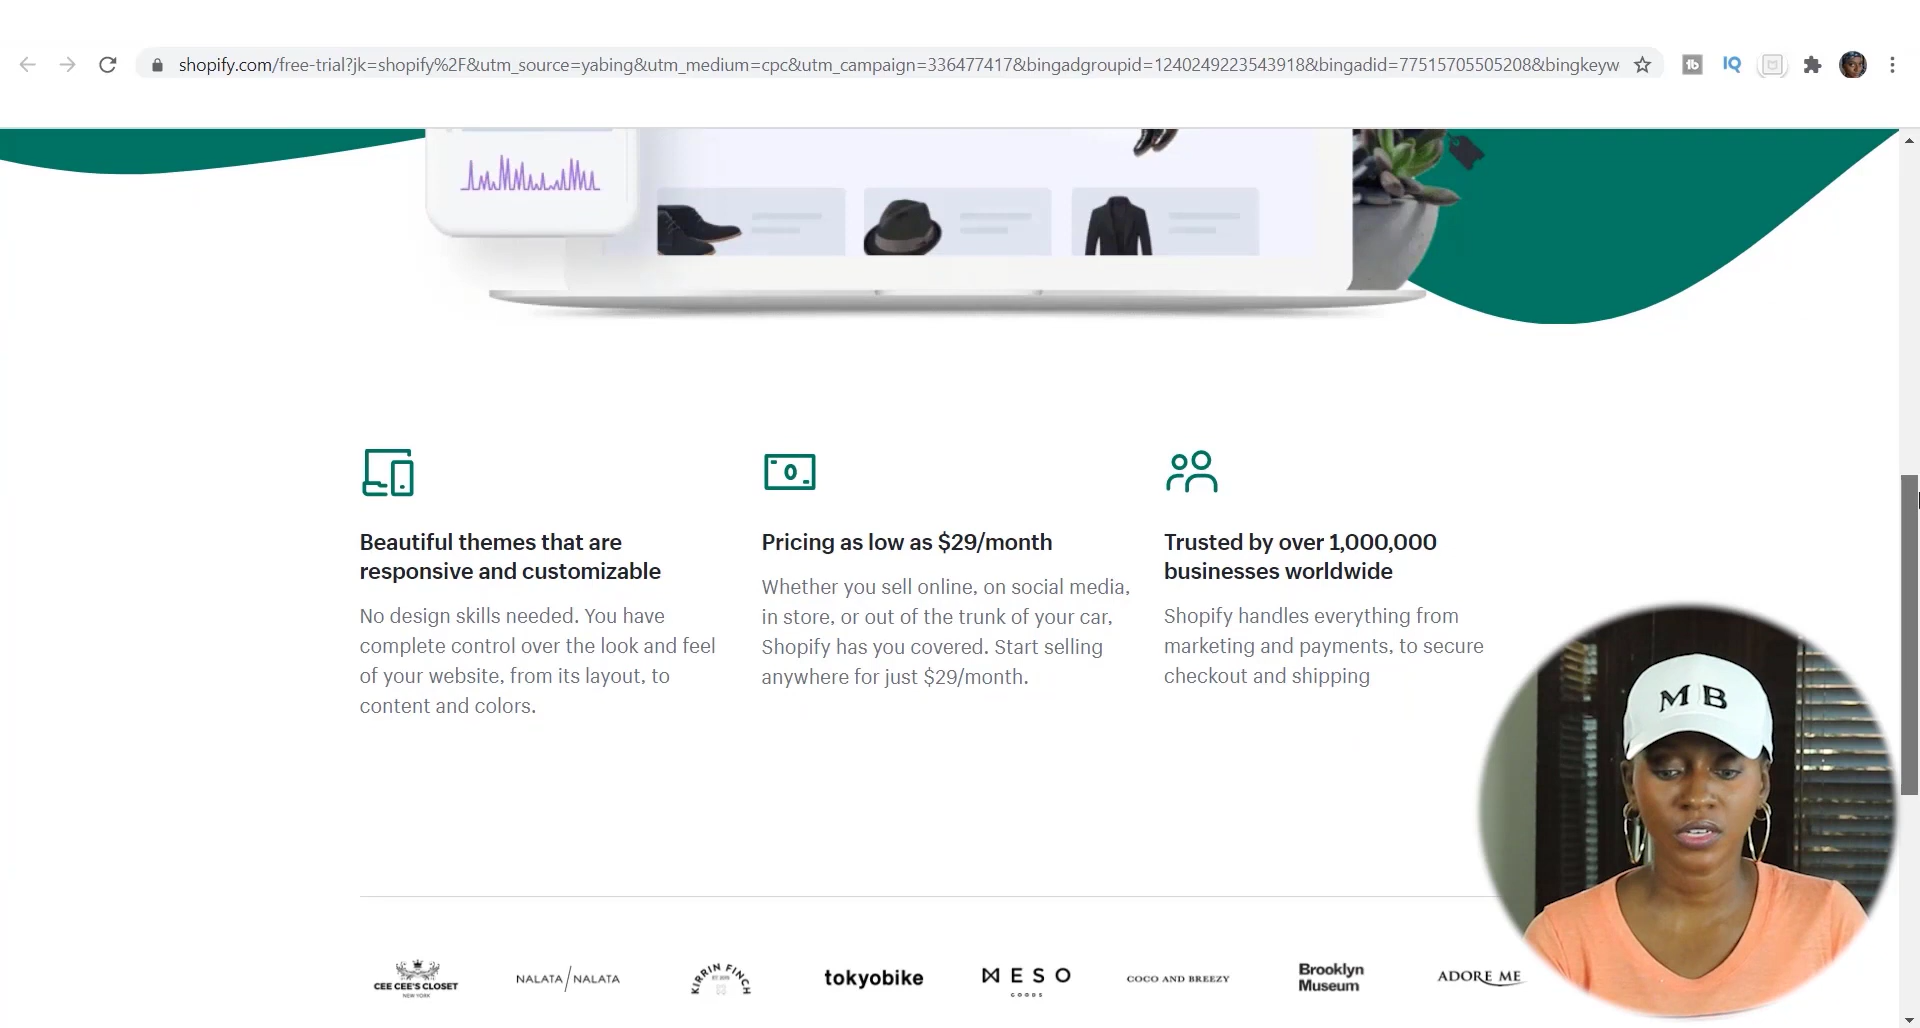 shopify.com/free-trial?jk=shopify%2F&utm_source=yabing&utm_medium=cpc&utm_campaign=336477417&bingadgroupid=1240249223543918&bingadid=77515705505208&bingkeyw
IQ
Beautiful themes that are
responsive and customizable
No design skills needed. You have
complete control over the look and feel
of your website, from its layout, to
content and colors.
Pricing as low as $29/month
Whether you sell online, on social media,
in store, or out of the trunk of your car,
Shopify has you covered. Start selling
anywhere for just $29/month.
Trusted by over 1,000,000
businesses worldwide
Shopify handles everything from
marketing and payments, to secure
checkout and shipping
M B
CEE CEE'S CLOSET
NEW YORK
NALATA/NALATA
KIRRIN FINCH
tokyobike
MESO
GOODS
COCO AND BREEZY
Brooklyn
Museum
ADORE ME